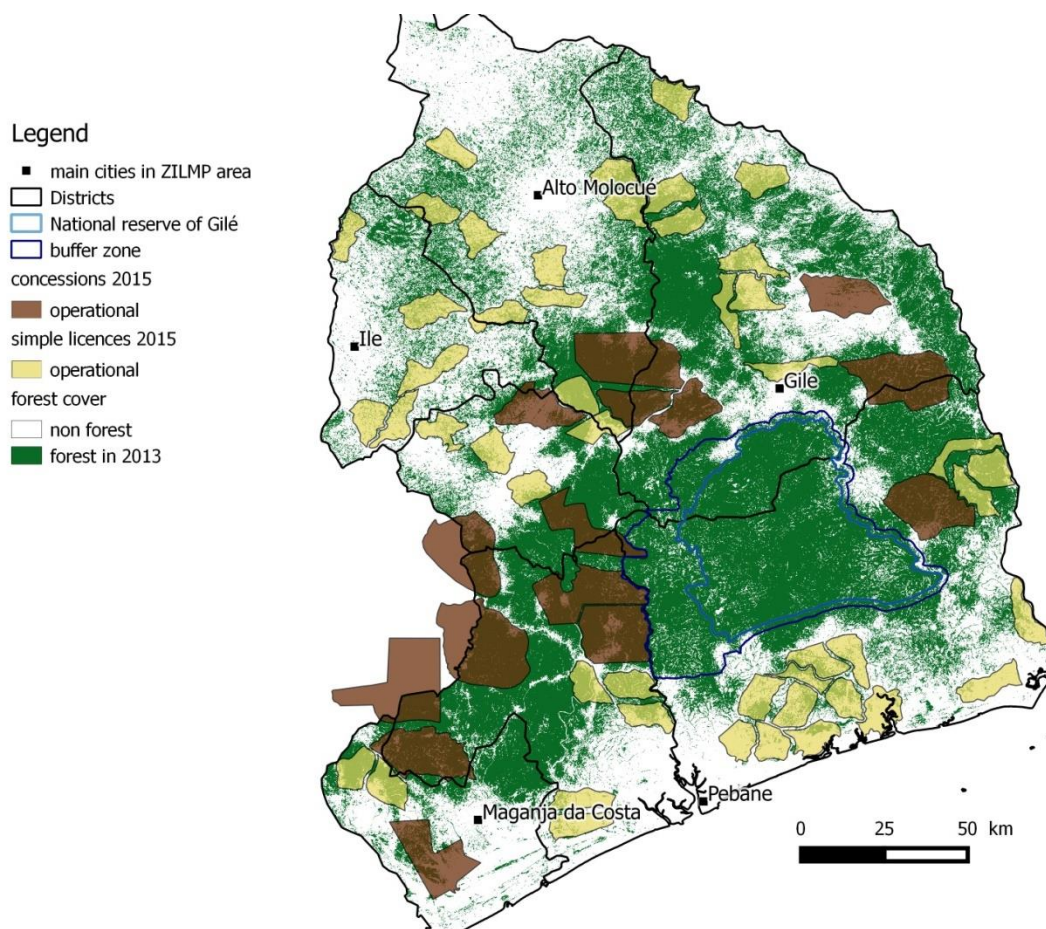 Legend
main cities in ZILMP area
Districts
National reserve of Gilé
buffer zone
concessions 2015
operational
simple licences 2015
operational
forest cover
non forest
forest in 2013
Alto Molocue
Ile
Gile
Pebane
Maganja da Costa
0 25 50 km